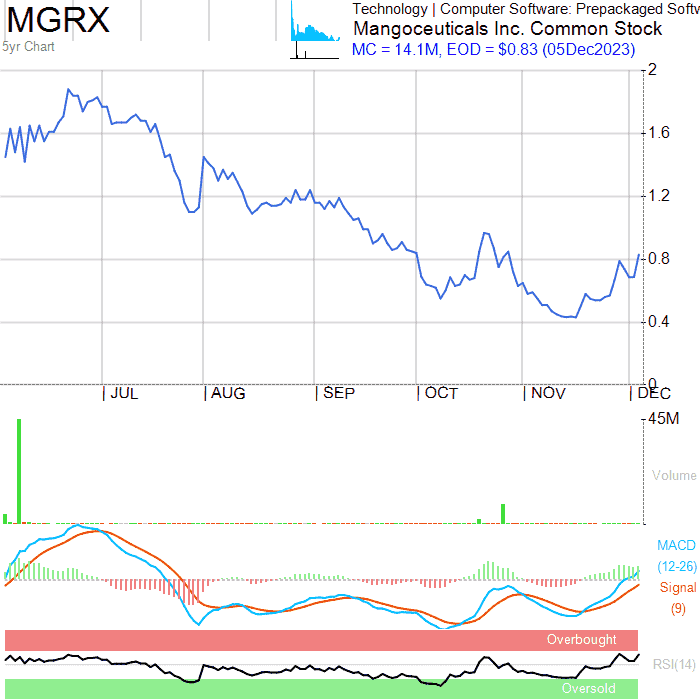 MGRX
5yr Chart
Technology | Computer Software: Prepackaged Softw
Mangoceuticals Inc. Common Stock
MC = 14.1M, EOD = $0.83 (05Dec2023)
2
1.6
1.2
0.8
0.4
0
| JUL | AUG | SEP | OCT | NOV | DEC
45M
Volume
MACD
(12-26)
Signal
(9)
Overbought
RSI(14)
Oversold